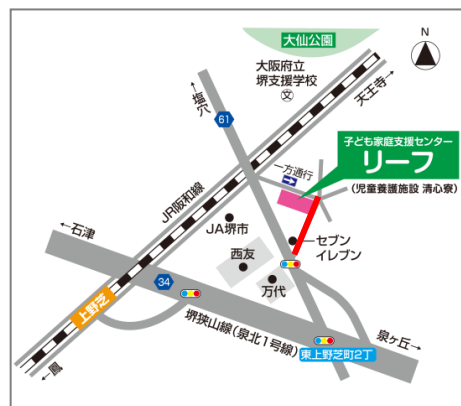 大仙公園
N
大阪府立
堺支援学校
文
天王寺→
←塩穴
61
子ども家庭支援センター
リーフ
(児童養護施設 清心寮)
一方通行
JR阪和線
JA堺市
←石津
セブン
イレブン
西友
34
万代
上野芝
堺狭山線(泉北1号線)
泉ヶ丘→
東上野芝町2丁
←鳳